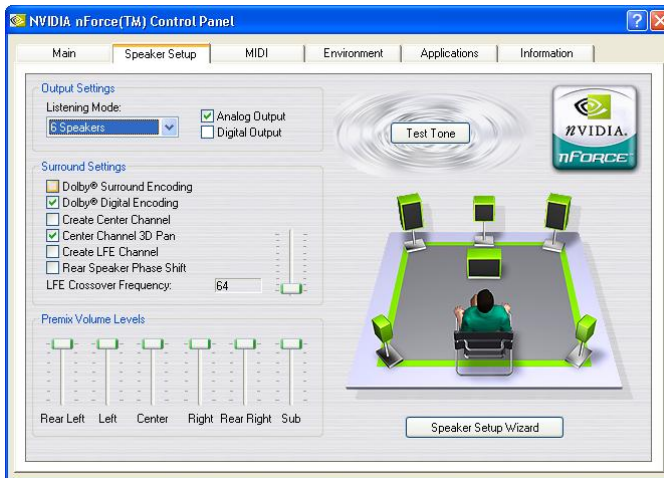 NVIDIA nForce(TM) Control Panel
Main
Speaker Setup
MIDI
Environment
Applications
Information
Output Settings
Listening Mode:
6 Speakers
Analog Output
Digital Output
Test Tone
NVIDIA.
nFORCE
Surround Settings
Dolby® Surround Encoding
Dolby® Digital Encoding
Create Center Channel
Center Channel 3D Pan
Create LFE Channel
Rear Speaker Phase Shift
LFE Crossover Frequency: 64
Premix Volume Levels
Rear Left Left Center Right Rear Right Sub
Speaker Setup Wizard